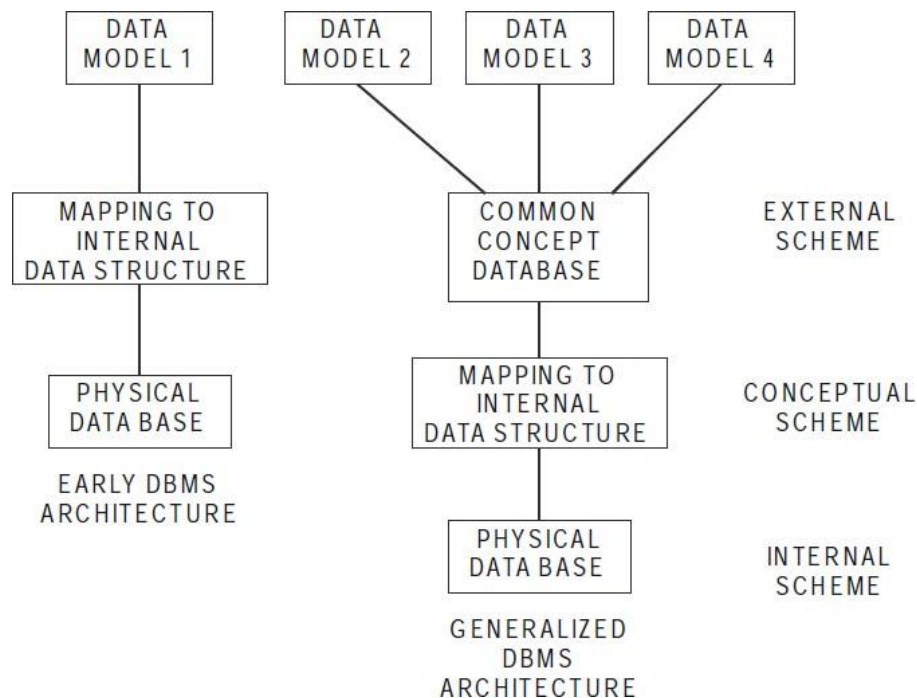 DATA
MODEL 1
DATA
MODEL 2
DATA
MODEL 3
DATA
MODEL 4
MAPPING TO
INTERNAL
DATA STRUCTURE
COMMON
CONCEPT
DATABASE
EXTERNAL
SCHEME
PHYSICAL
DATA BASE
MAPPING TO
INTERNAL
DATA STRUCTURE
CONCEPTUAL
SCHEME
EARLY DBMS
ARCHITECTURE
PHYSICAL
DATA BASE
INTERNAL
SCHEME
GENERALIZED
DBMS
ARCHITECTURE